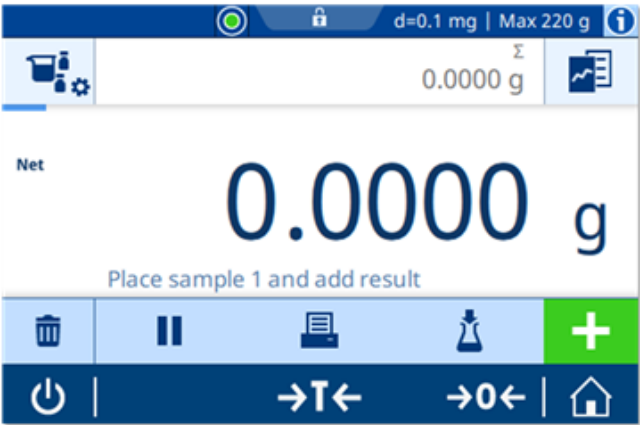 d=0.1 mg | Max 220 g
Σ
0.0000 g
Net
0.0000 g
Place sample 1 and add result
→T← →0←